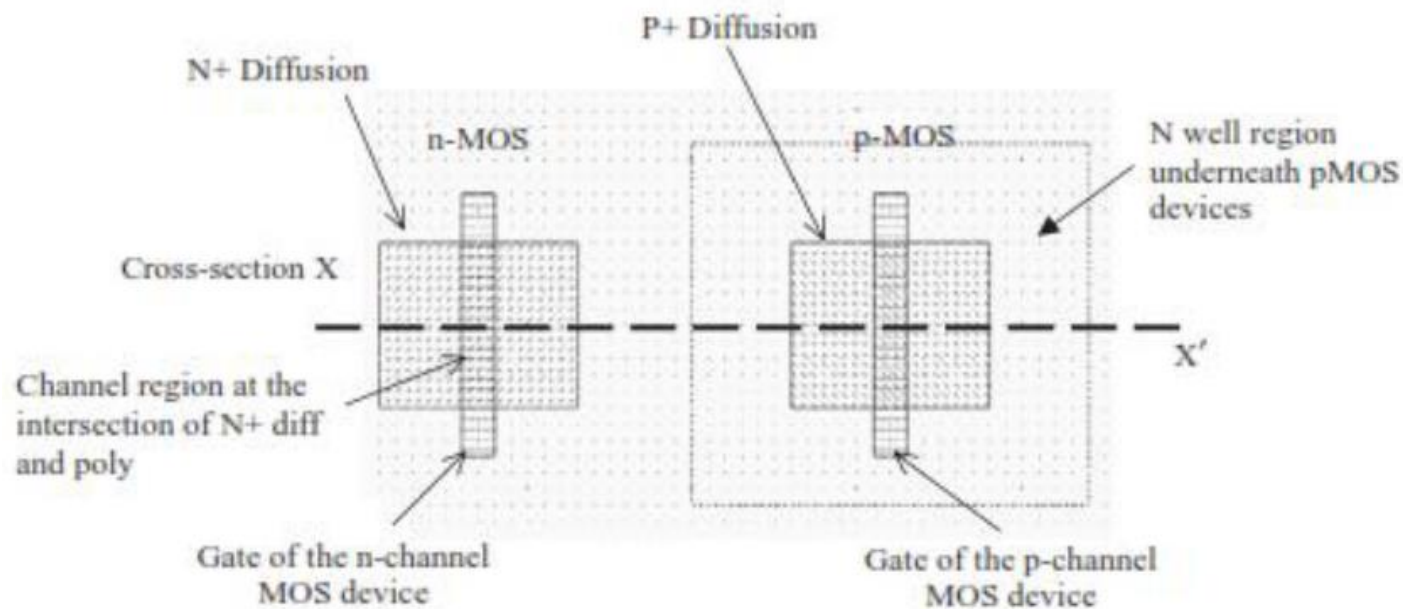 P+ Diffusion
N+ Diffusion
n-MOS
p-MOS
N well region
underneath pMOS
devices
Cross-section X
X′
Channel region at the
intersection of N+ diff
and poly
Gate of the n-channel
MOS device
Gate of the p-channel
MOS device